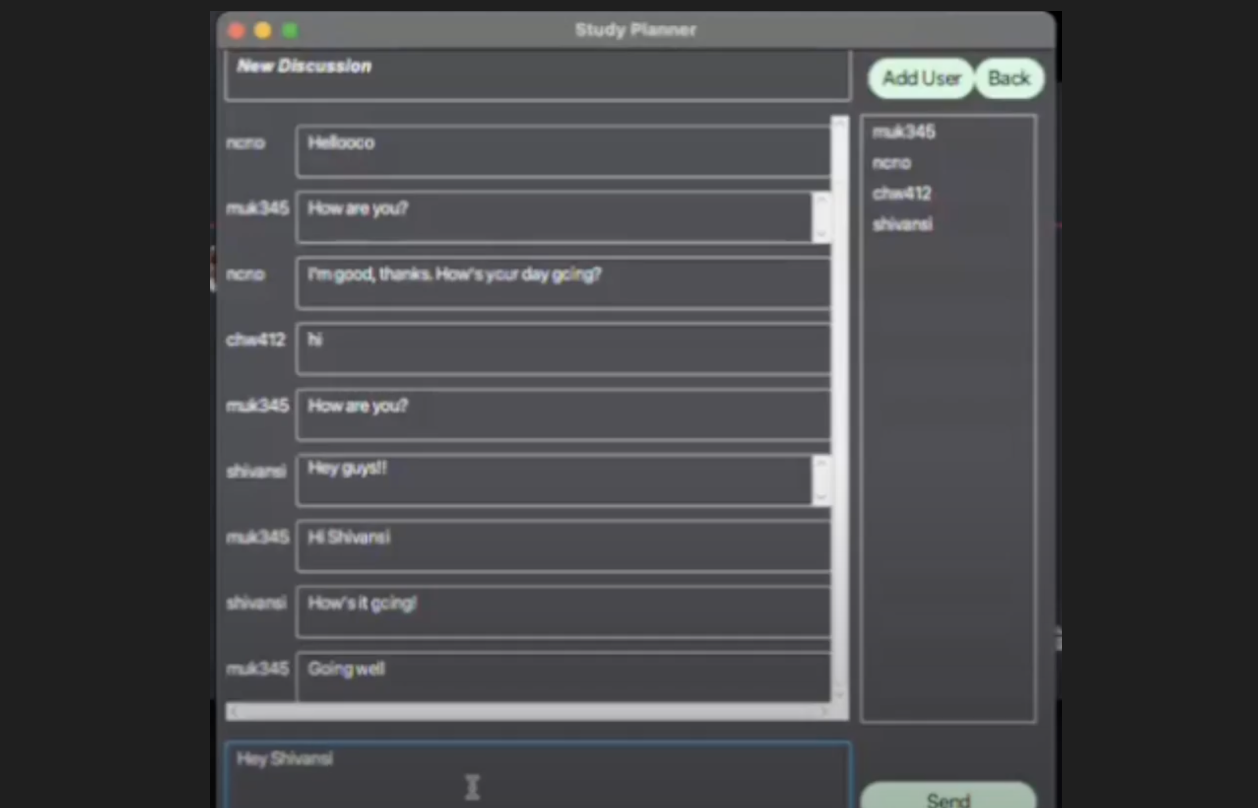 Study Planner
New Discussion
Add User
Back
ncno
Hellooco
muk345
How are you?
ncno
I'm good, thanks. How's your day going?
chw412
hi
muk345
How are you?
shivansi
Hey guys!!
muk345
Hi Shivansi
shivansi
How's it going!
muk345
Going well
muk345
ncno
chw412
shivansi
Hey Shivansi
Send